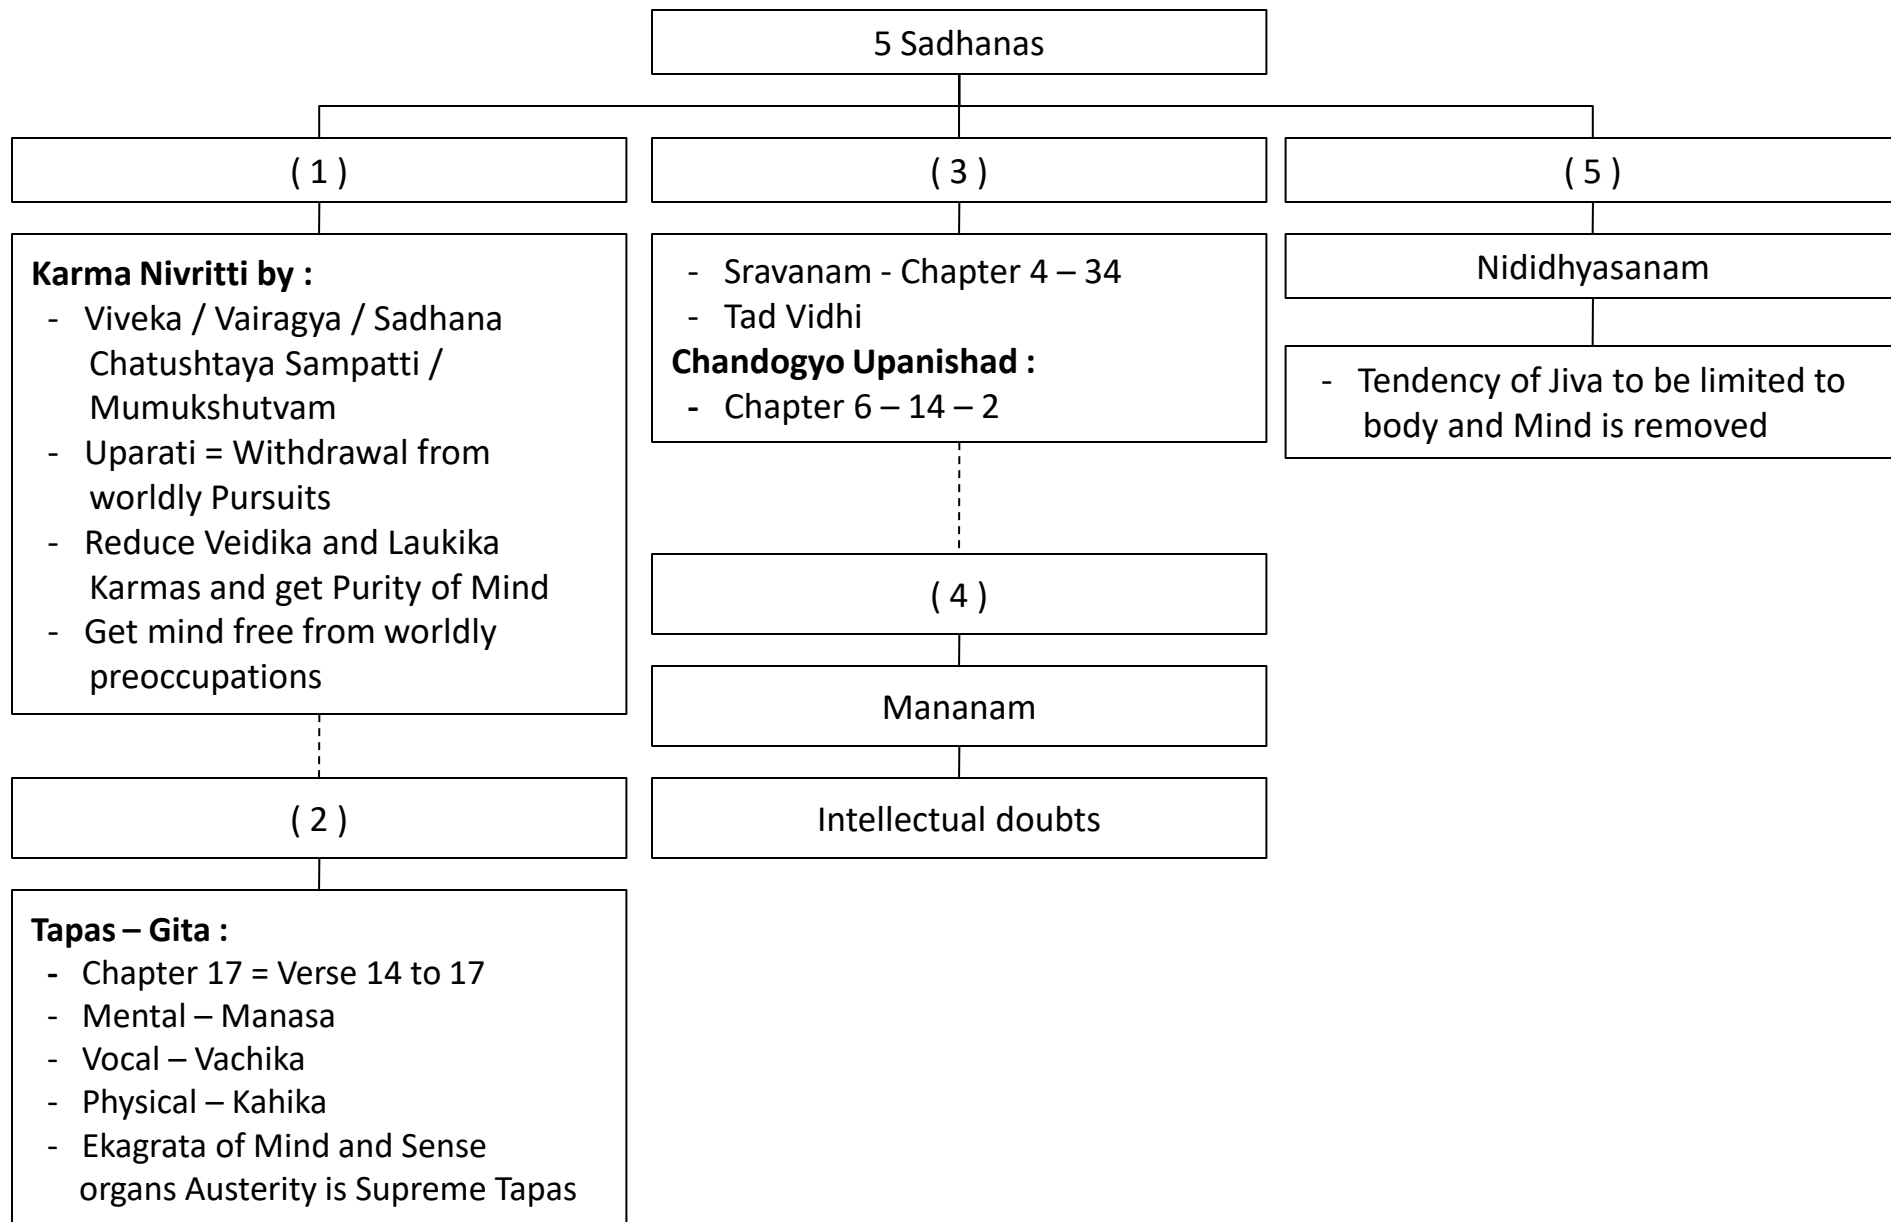 5 Sadhanas
( 1 )
Karma Nivritti by :
- Viveka / Vairagya / Sadhana
Chatushtaya Sampatti /
Mumukshutvam
- Uparati = Withdrawal from
worldly Pursuits
- Reduce Veidika and Laukika
Karmas and get Purity of Mind
- Get mind free from worldly
preoccupations
( 2 )
Tapas – Gita :
- Chapter 17 = Verse 14 to 17
- Mental – Manasa
- Vocal – Vachika
- Physical – Kahika
- Ekagrata of Mind and Sense
organs Austerity is Supreme Tapas
( 3 )
- Sravanam - Chapter 4 – 34
- Tad Vidhi
Chandogyo Upanishad :
- Chapter 6 – 14 – 2
( 4 )
Mananam
Intellectual doubts
( 5 )
Nididhyasanam
- Tendency of Jiva to be limited to
body and Mind is removed